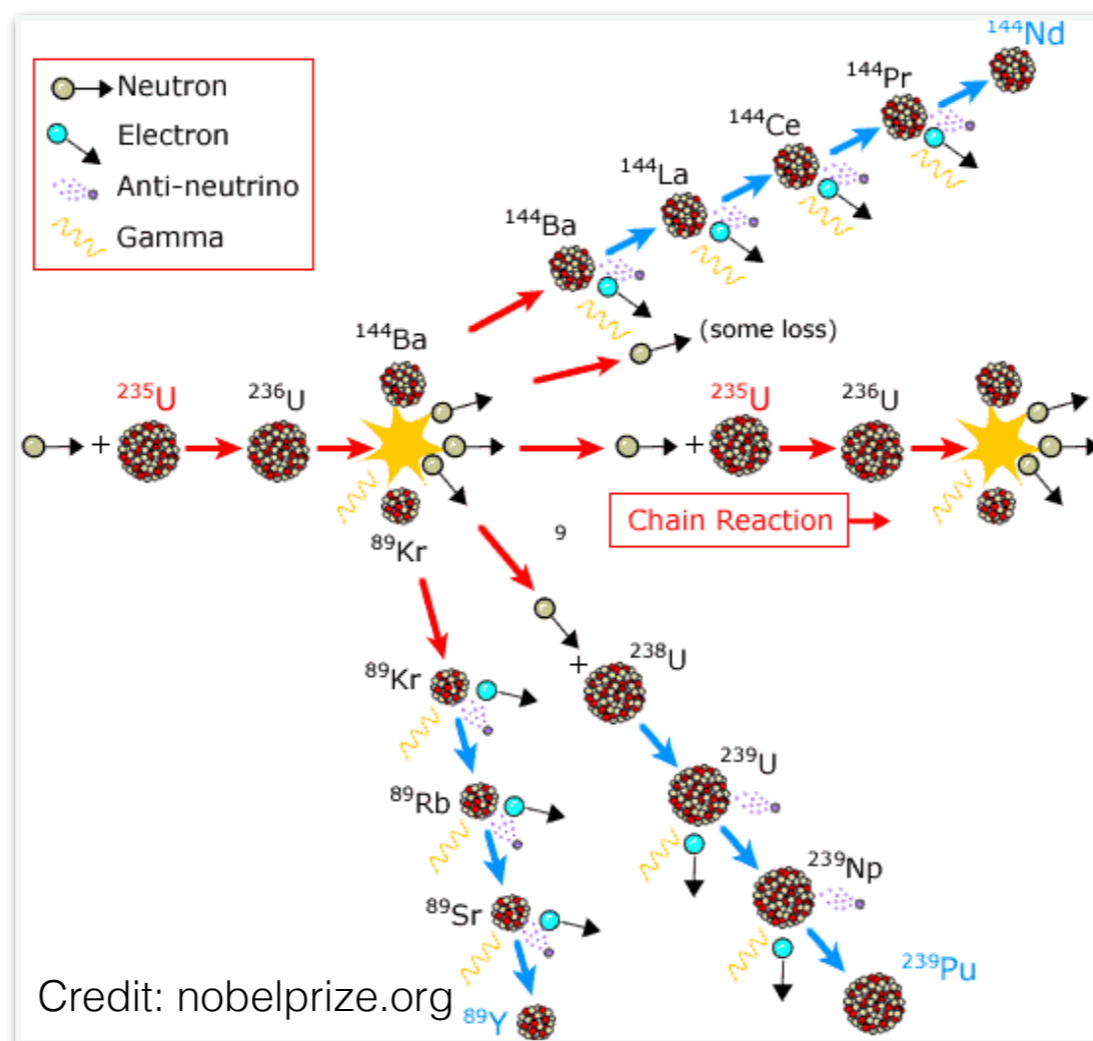 ¹⁴⁴Nd
Neutron
¹⁴⁴Pr
Electron
¹⁴⁴Ce
Anti-neutrino
¹⁴⁴La
Gamma
¹⁴⁴Ba
(some loss)
¹⁴⁴Ba
+ ²³⁵U ²³⁶U + ²³⁵U ²³⁶U
Chain Reaction
9
⁸⁹Kr
+ ²³⁸U
⁸⁹Kr
²³⁹U
⁸⁹Rb
²³⁹Np
⁸⁹Sr
²³⁹Pu
Credit: nobelprize.org
⁸⁹Y